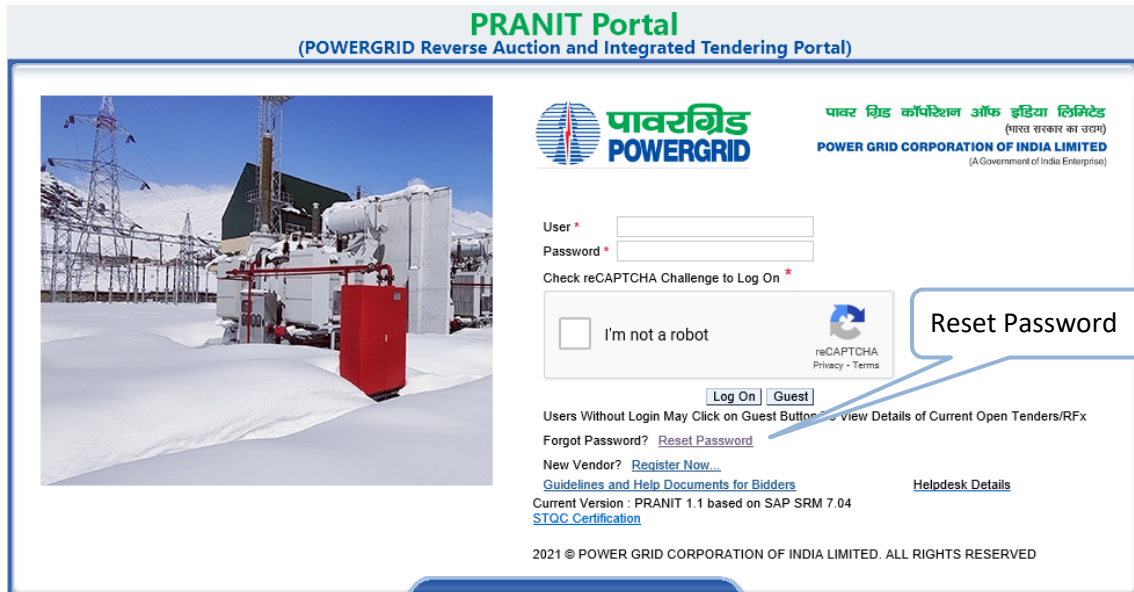 PRANIT Portal
(POWERGRID Reverse Auction and Integrated Tendering Portal)
पावरग्रिड
POWERGRID
पावर ग्रिड कॉर्पोरेशन ऑफ इंडिया लिमिटेड
(भारत सरकार का उद्यम)
POWER GRID CORPORATION OF INDIA LIMITED
(A Government of India Enterprise)
User *
Password *
Check reCAPTCHA Challenge to Log On *
I'm not a robot
reCAPTCHA
Privacy - Terms
Reset Password
Log On Guest
Users Without Login May Click on Guest Button View Details of Current Open Tenders/RFx
Forgot Password? Reset Password
New Vendor? Register Now...
Guidelines and Help Documents for Bidders Helpdesk Details
Current Version : PRANIT 1.1 based on SAP SRM 7.04
STQC Certification
2021 © POWER GRID CORPORATION OF INDIA LIMITED. ALL RIGHTS RESERVED